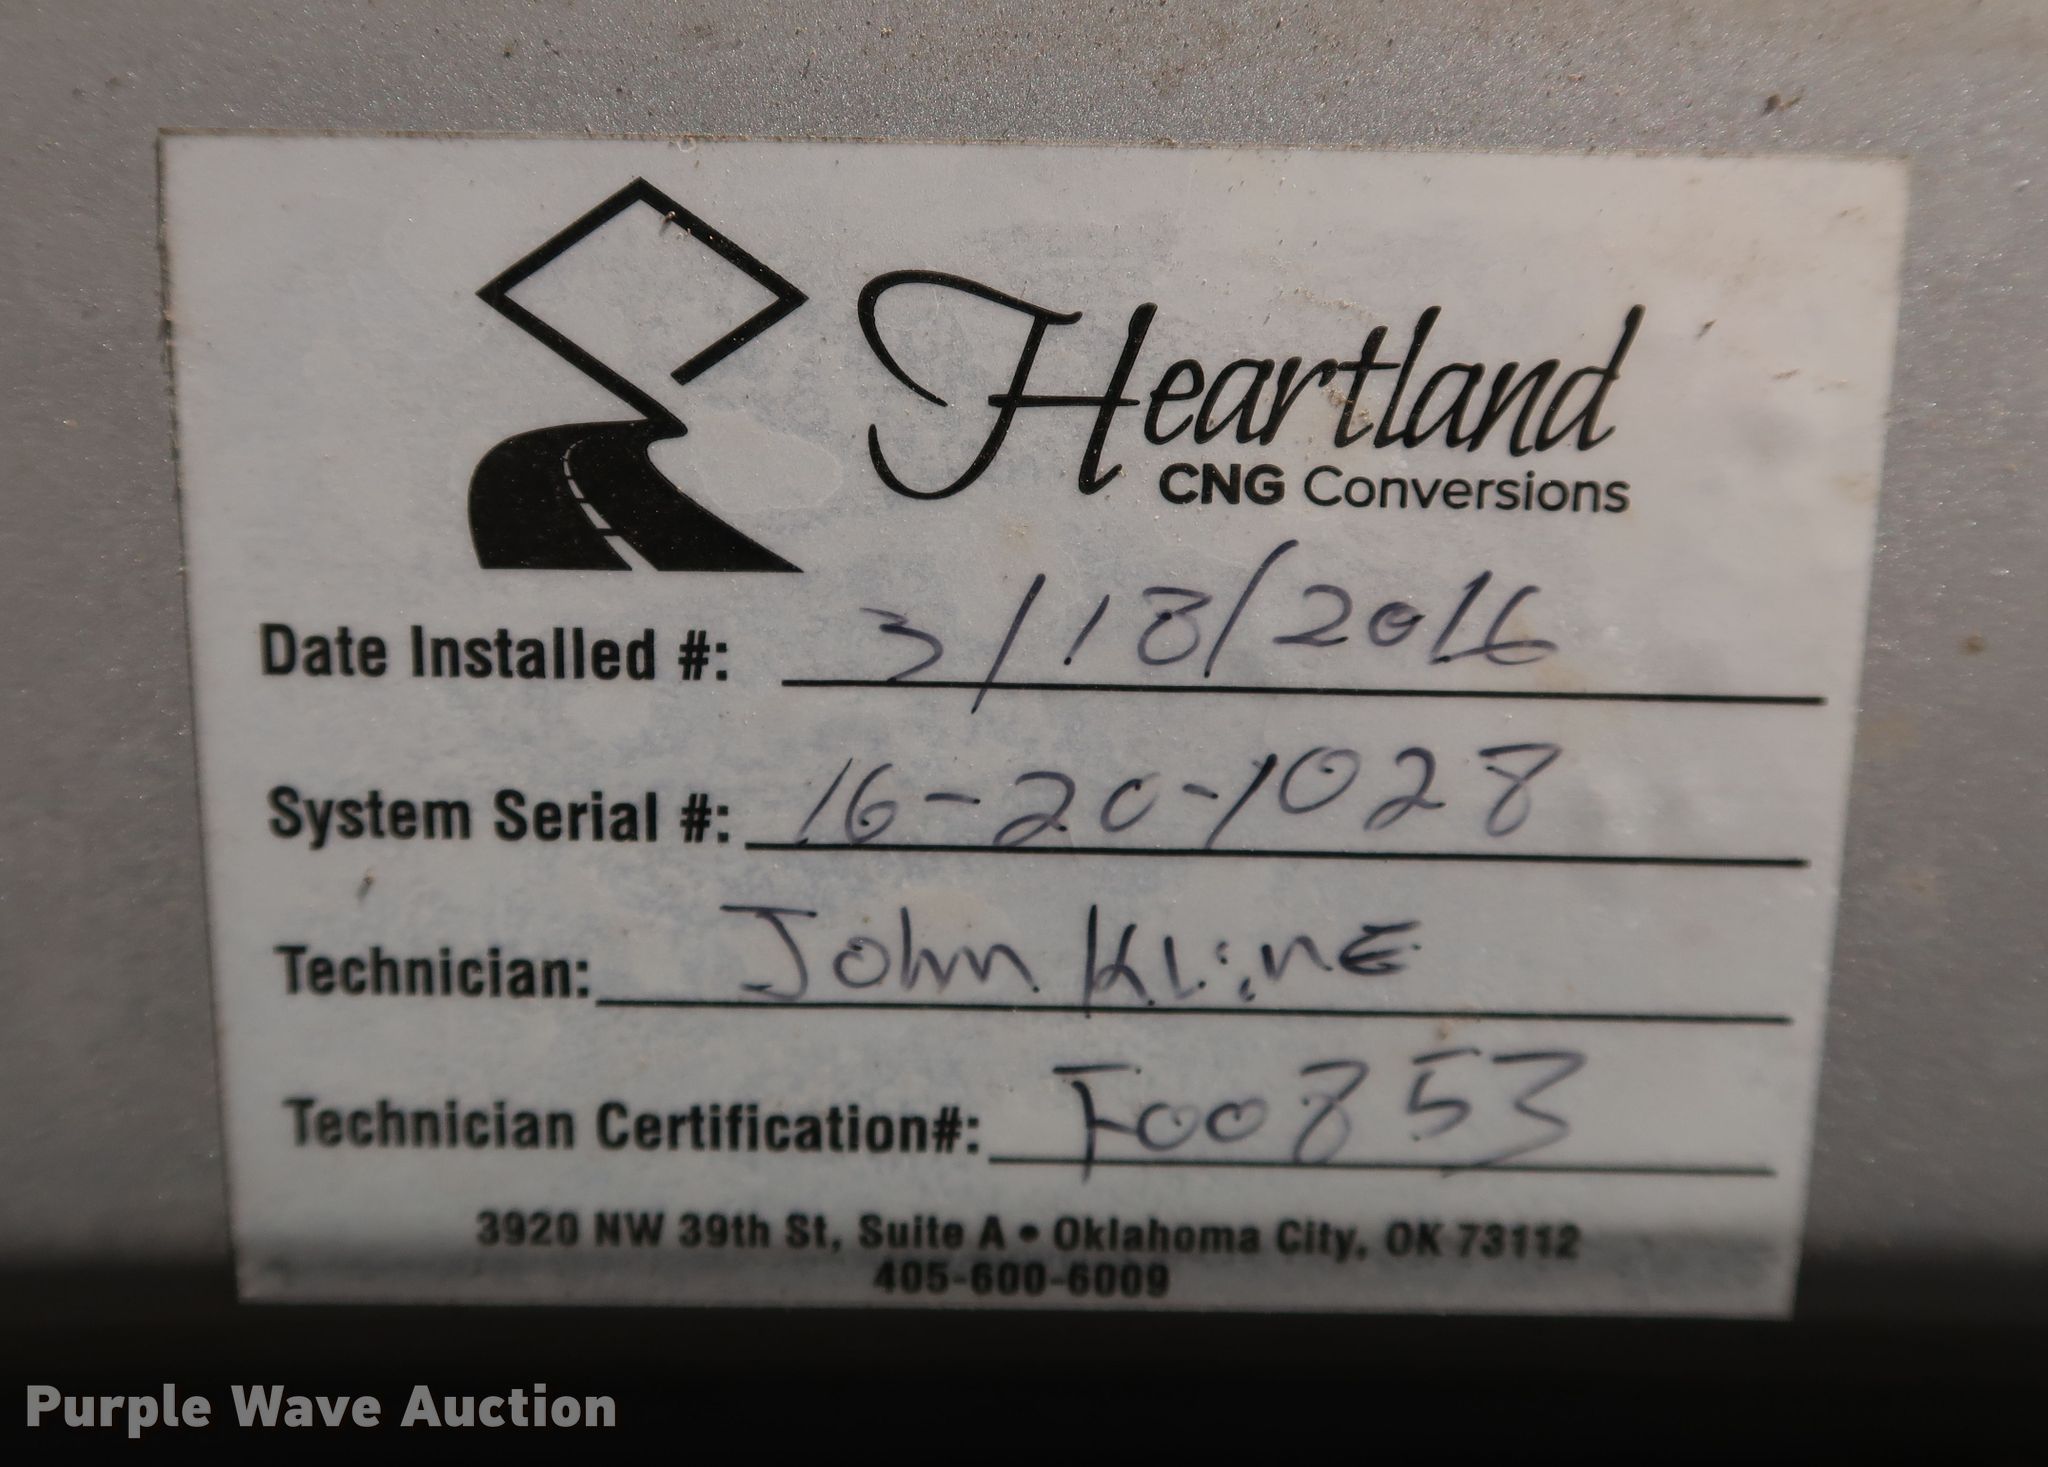 Heartland
CNG Conversions
Date Installed #: 3/18/2016
System Serial #: 16-20-1028
Technician: John KLiNE
Technician Certification#: F00853
3920 NW 39th St, Suite A • Oklahoma City, OK 73112
405-600-6009
Purple Wave Auction